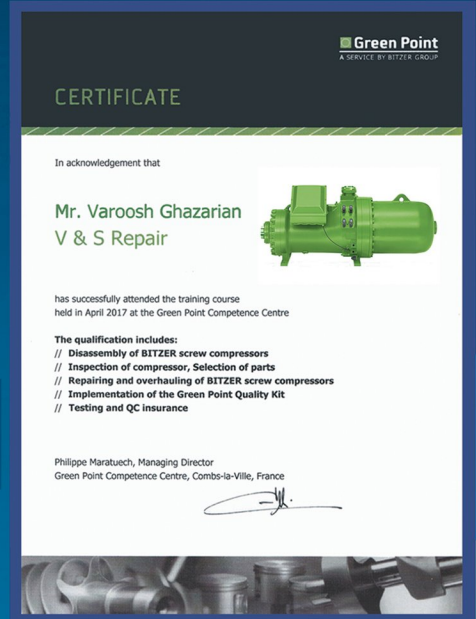 Green Point
A SERVICE BY BITZER GROUP
CERTIFICATE
In acknowledgement that
Mr. Varoosh Ghazarian
V & S Repair
has successfully attended the training course
held in April 2017 at the Green Point Competence Centre
The qualification includes:
// Disassembly of BITZER screw compressors
// Inspection of compressor, Selection of parts
// Repairing and overhauling of BITZER screw compressors
// Implementation of the Green Point Quality Kit
// Testing and QC insurance
Philippe Maratuech, Managing Director
Green Point Competence Centre, Combs-la-Ville, France